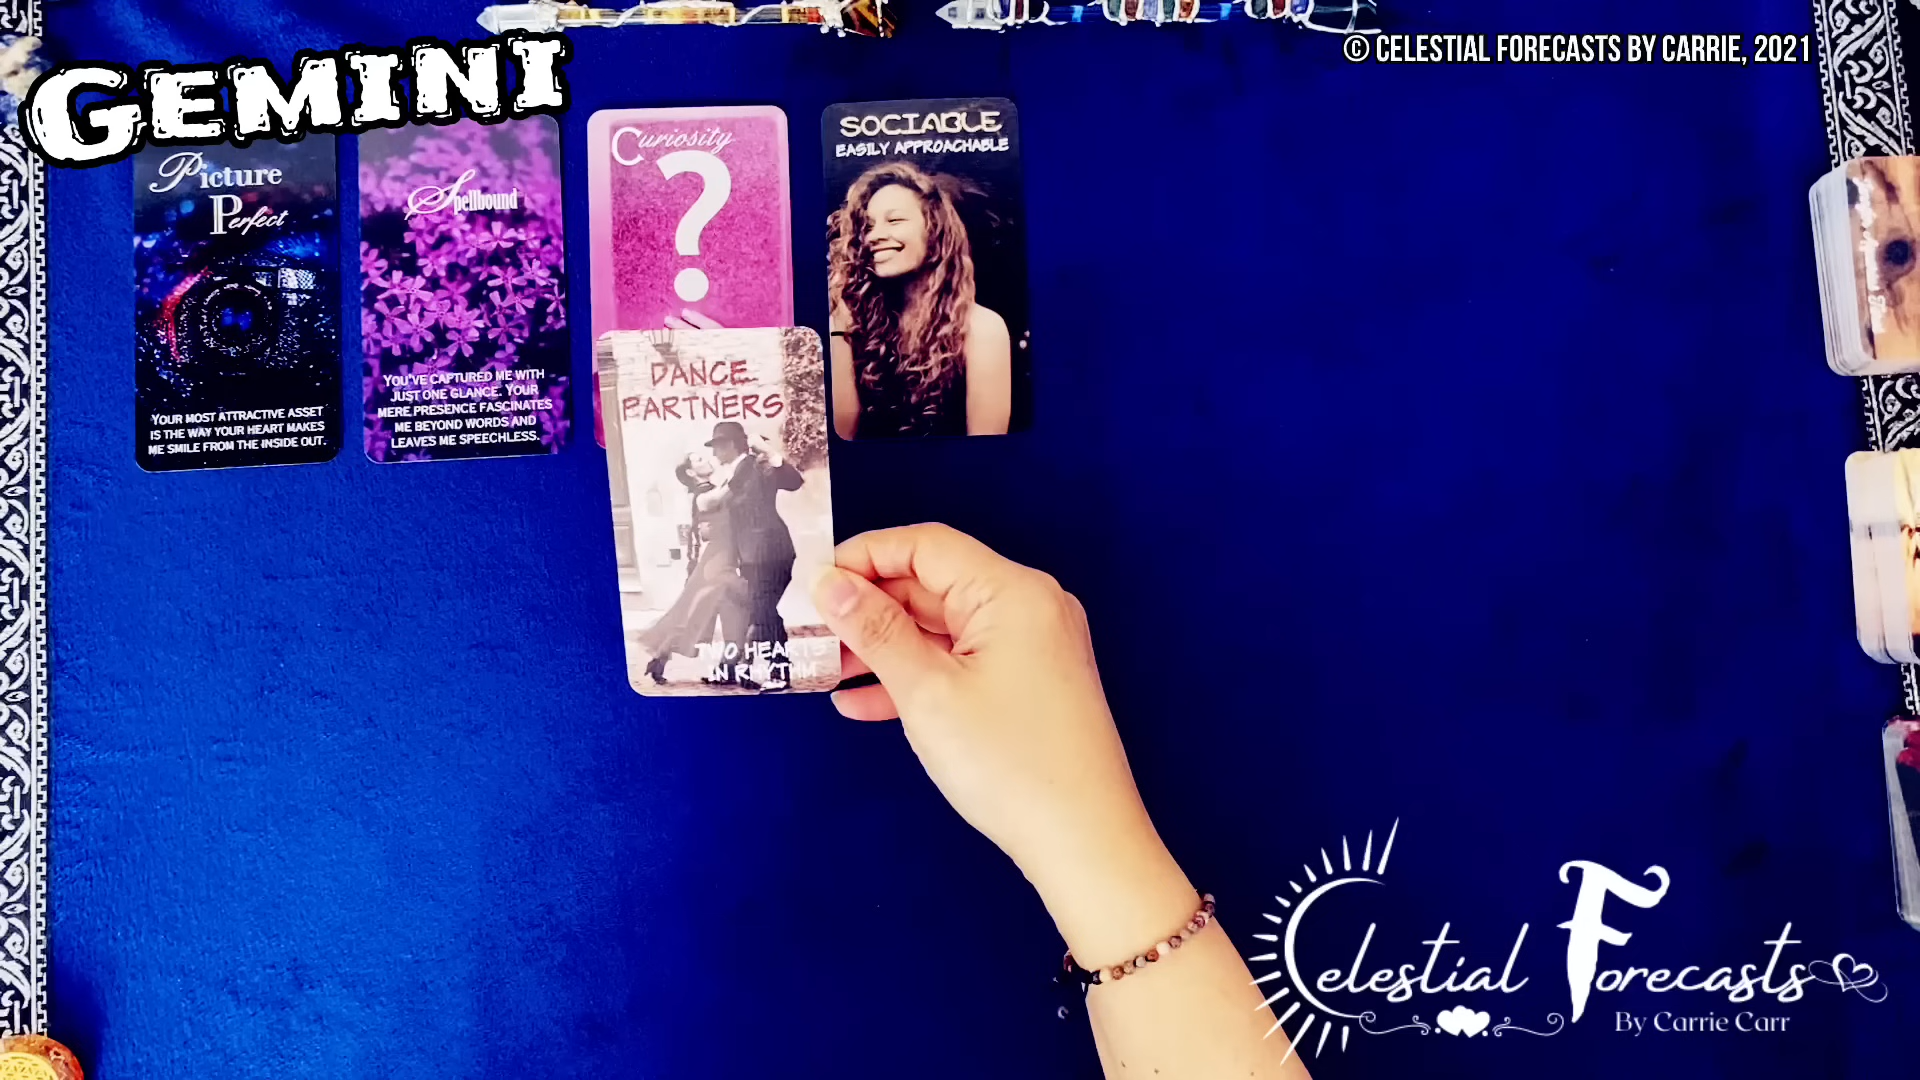 GEMINI
© CELESTIAL FORECASTS BY CARRIE, 2021
Picture
Perfect
YOUR MOST ATTRACTIVE ASSET
IS THE WAY YOUR HEART MAKES
ME SMILE FROM THE INSIDE OUT.
Spellbound
YOU'VE CAPTURED ME WITH
JUST ONE GLANCE. YOUR
MERE PRESENCE FASCINATES
ME BEYOND WORDS AND
LEAVES ME SPEECHLESS.
Curiosity
?
SOCIABLE
EASILY APPROACHABLE
DANCE
PARTNERS
TWO HEARTS
IN RHYTHM
Celestial Forecasts
By Carrie Carr